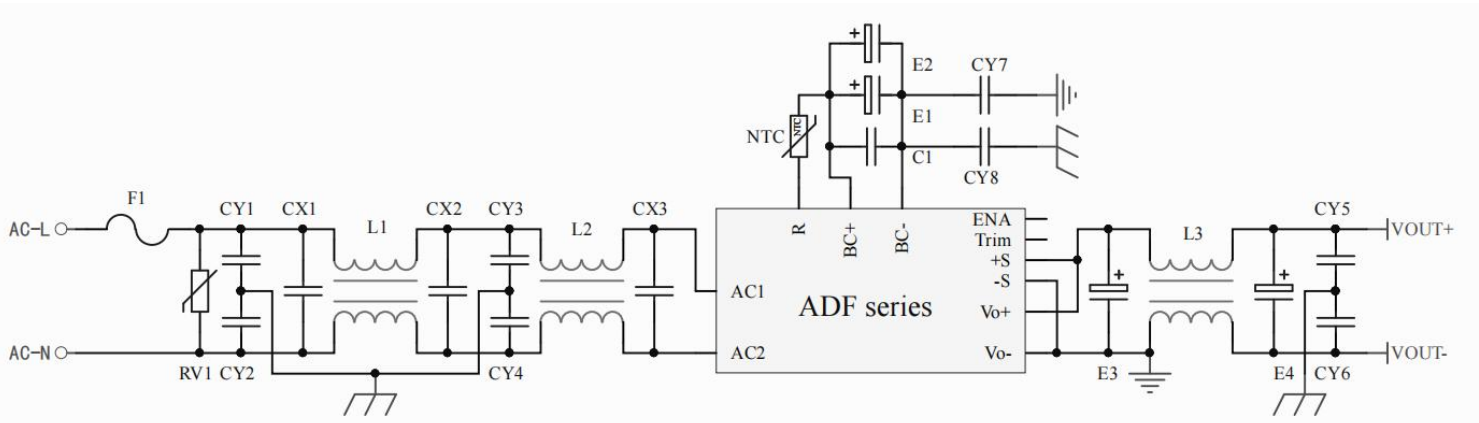 E2
CY7
E1
NTC
NTC
C1
CY8
F1
CY1
CX1
L1
CX2
CY3
L2
CX3
AC-L
R
BC+
BC-
ENA
Trim
+S
-S
Vo+
Vo-
AC1
AC2
ADF series
L3
CY5
VOUT+
AC-N
RV1
CY2
CY4
E3
E4
CY6
VOUT-